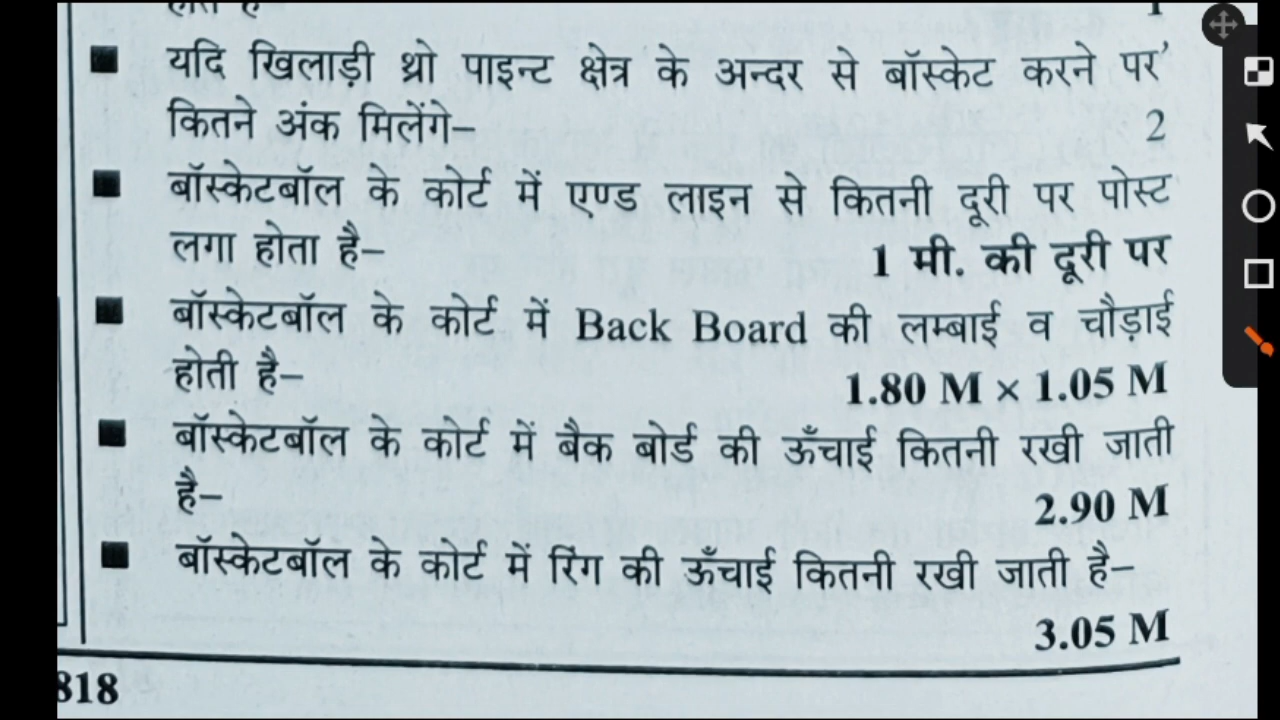 यदि खिलाड़ी थ्रो पाइन्ट क्षेत्र के अन्दर से बॉस्केट करने पर
कितने अंक मिलेंगे– 2
बॉस्केटबॉल के कोर्ट में एण्ड लाइन से कितनी दूरी पर पोस्ट
लगा होता है– 1 मी. की दूरी पर
बॉस्केटबॉल के कोर्ट में Back Board की लम्बाई व चौड़ाई
होती है– 1.80 M × 1.05 M
बॉस्केटबॉल के कोर्ट में बैक बोर्ड की ऊँचाई कितनी रखी जाती
है– 2.90 M
बॉस्केटबॉल के कोर्ट में रिंग की ऊँचाई कितनी रखी जाती है–
3.05 M
818